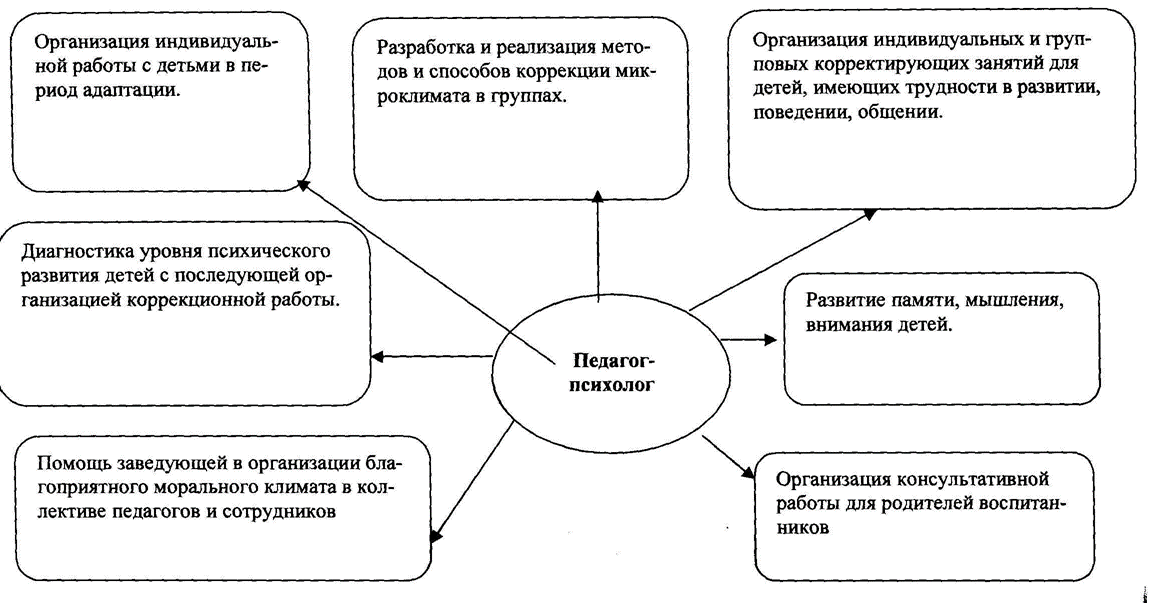 Организация индивидуаль-
ной работы с детьми в пе-
риод адаптации.
Разработка и реализация мето-
дов и способов коррекции мик-
роклимата в группах.
Организация индивидуальных и груп-
повых корректирующих занятий для
детей, имеющих трудности в развитии,
поведении, общении.
Диагностика уровня психического
развития детей с последующей ор-
ганизацией коррекционной работы.
Развитие памяти, мышления,
внимания детей.
Педагог-
психолог
Помощь заведующей в организации бла-
гоприятного морального климата в кол-
лективе педагогов и сотрудников
Организация консультативной
работы для родителей воспитан-
ников